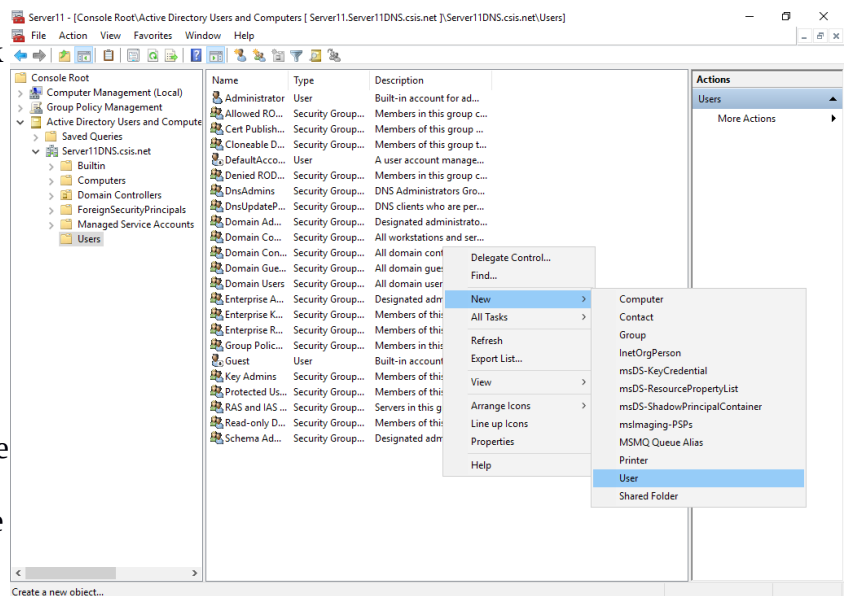 Server11 - [Console Root\Active Directory Users and Computers [ Server11.Server11DNS.csis.net ]\Server11DNS.csis.net\Users]
File Action View Favorites Window Help
Console Root
Computer Management (Local)
Group Policy Management
Active Directory Users and Compute
Saved Queries
Server11DNS.csis.net
Builtin
Computers
Domain Controllers
ForeignSecurityPrincipals
Managed Service Accounts
Users
Name Type Description
Administrator User Built-in account for ad...
Allowed RO... Security Group... Members in this group c...
Cert Publish... Security Group... Members of this group ...
Cloneable D... Security Group... Members of this group t...
DefaultAcco... User A user account manage...
Denied ROD... Security Group... Members in this group c...
DnsAdmins Security Group... DNS Administrators Gro...
DnsUpdateP... Security Group... DNS clients who are per...
Domain Ad... Security Group... Designated administrato...
Domain Co... Security Group... All workstations and ser...
Domain Con... Security Group... All domain cont
Domain Gue... Security Group... All domain gue
Domain Users Security Group... All domain user
Enterprise A... Security Group... Designated adm
Enterprise K... Security Group... Members of this
Enterprise R... Security Group... Members of this
Group Polic... Security Group... Members in this
Guest User Built-in account
Key Admins Security Group... Members of this
Protected Us... Security Group... Members of this
RAS and IAS ... Security Group... Servers in this g
Read-only D... Security Group... Members of this
Schema Ad... Security Group... Designated adm
Delegate Control...
Find...
New
All Tasks
Refresh
Export List...
View
Arrange Icons
Line up Icons
Properties
Help
Computer
Contact
Group
InetOrgPerson
msDS-KeyCredential
msDS-ResourcePropertyList
msDS-ShadowPrincipalContainer
msImaging-PSPs
MSMQ Queue Alias
Printer
User
Shared Folder
Actions
Users
More Actions
Create a new object...